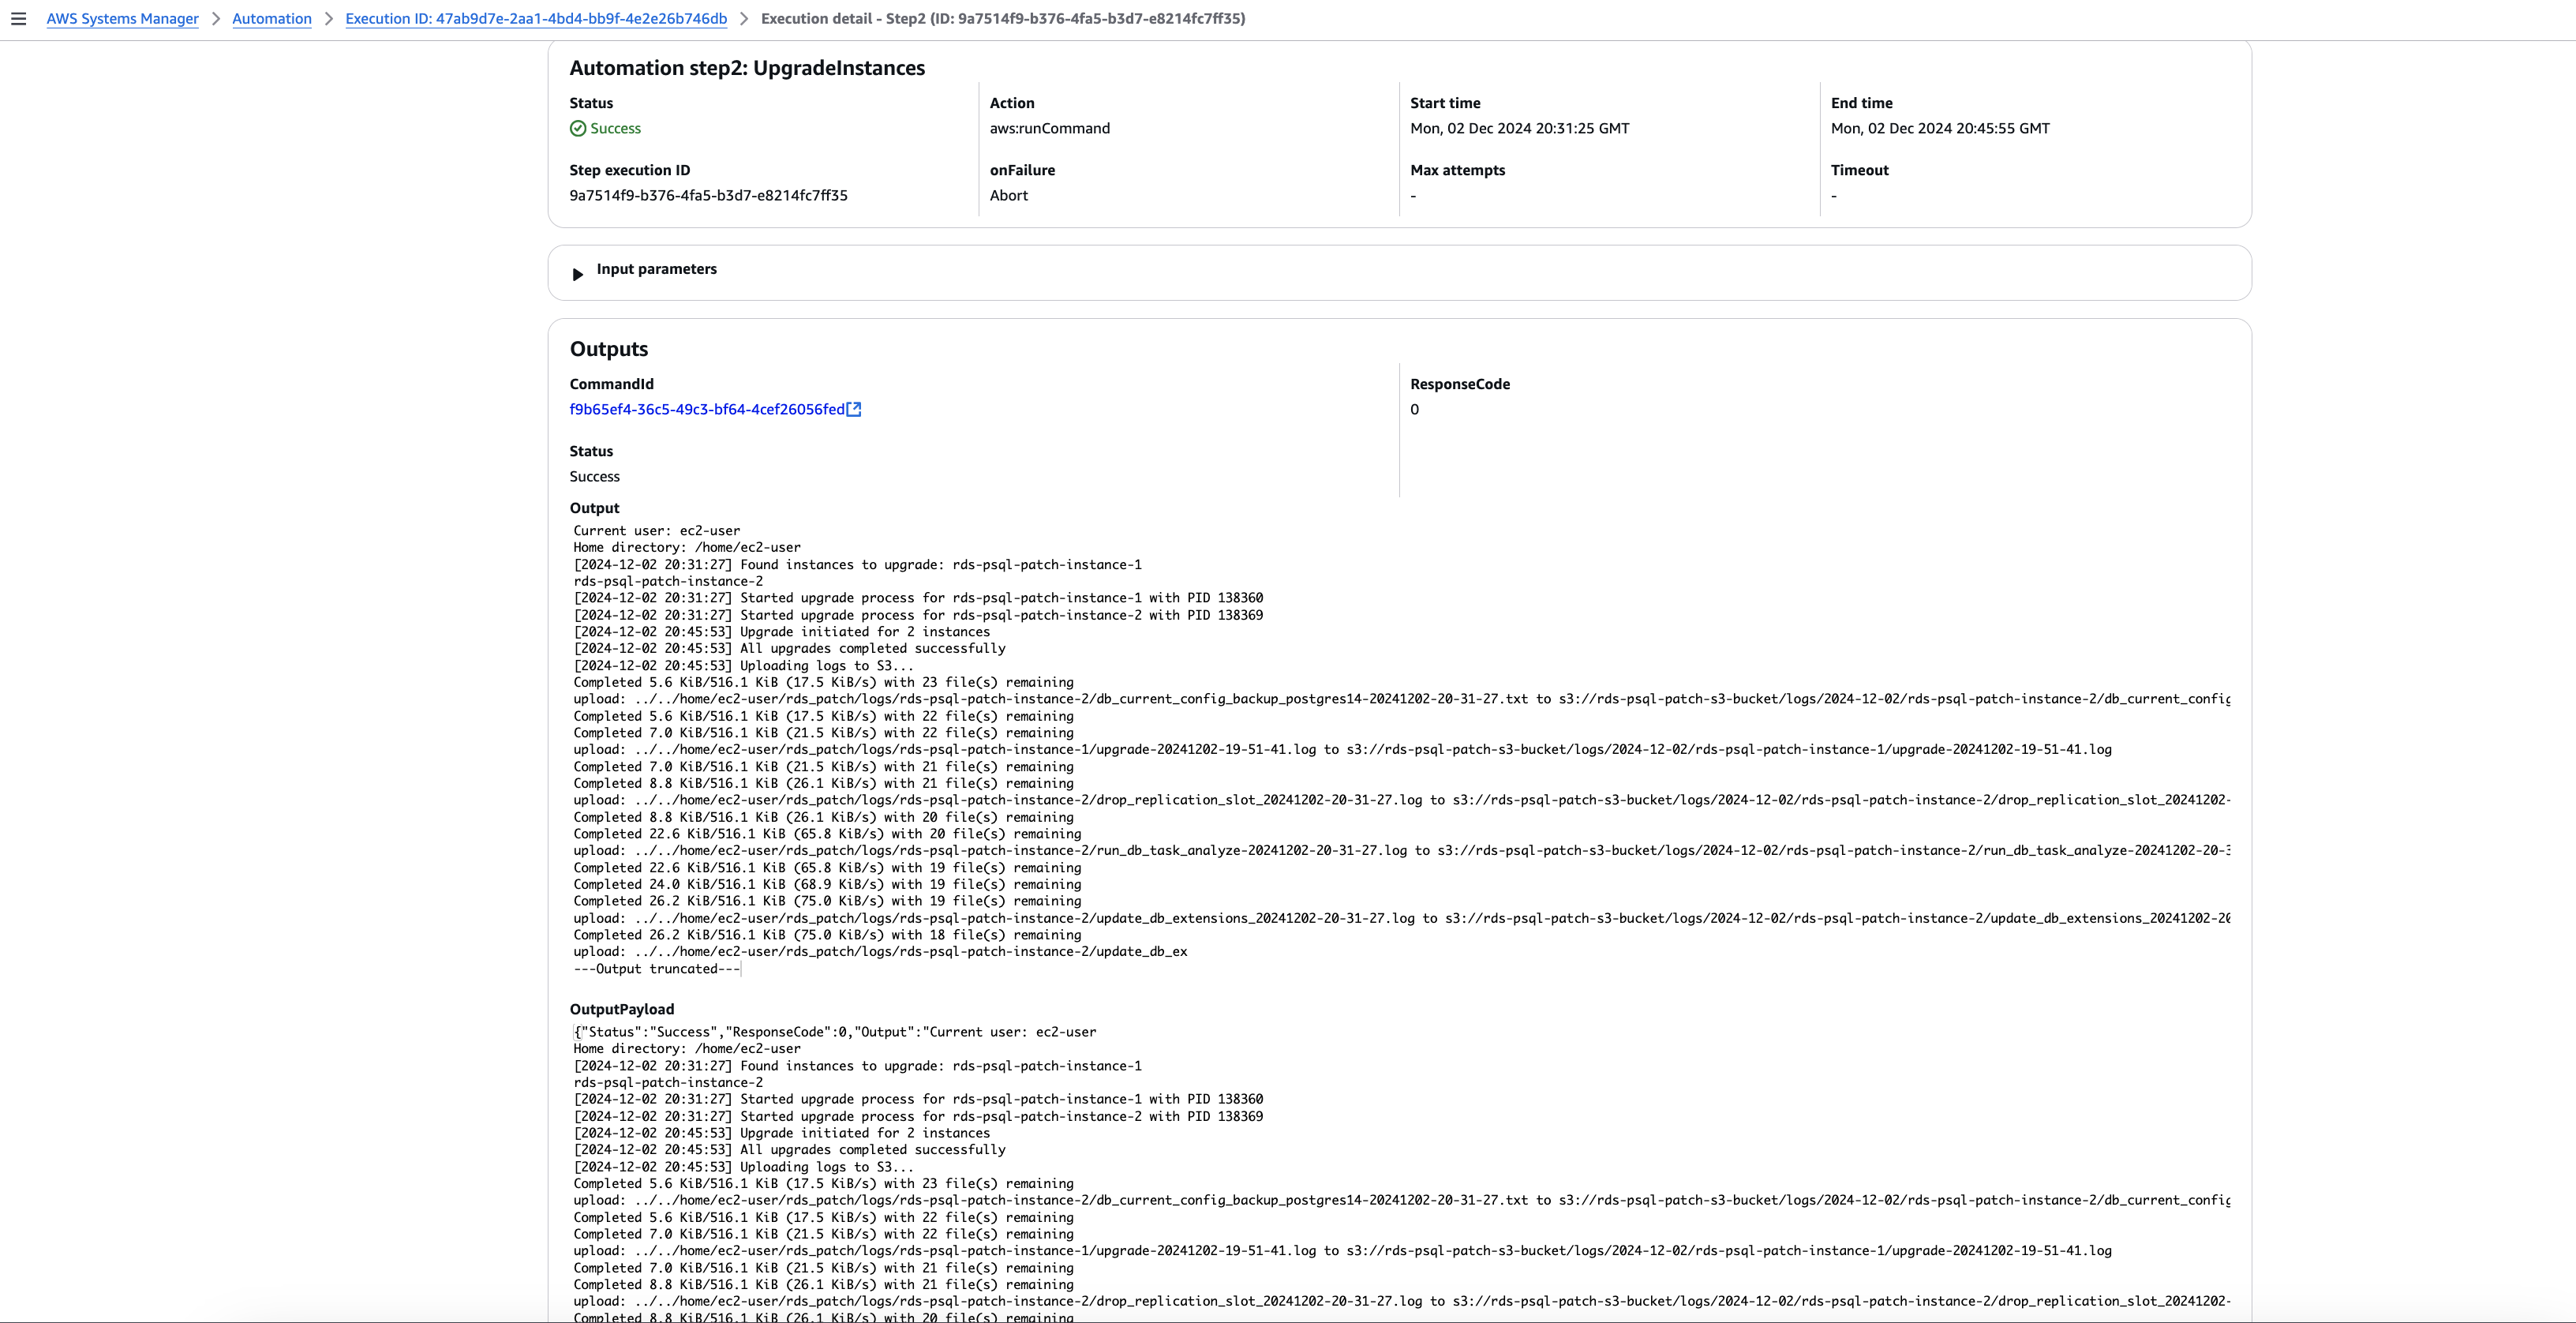 AWS Systems Manager > Automation > Execution ID: 47ab9d7e-2aa1-4bd4-bb9f-4e2e26b746db > Execution detail - Step2 (ID: 9a7514f9-b376-4fa5-b3d7-e8214fc7ff35)
Automation step2: UpgradeInstances
Status
Success
Action
aws:runCommand
Start time
Mon, 02 Dec 2024 20:31:25 GMT
End time
Mon, 02 Dec 2024 20:45:55 GMT
Step execution ID
9a7514f9-b376-4fa5-b3d7-e8214fc7ff35
onFailure
Abort
Max attempts
-
Timeout
-
Input parameters
Outputs
CommandId
f9b65ef4-36c5-49c3-bf64-4cef26056fed
ResponseCode
0
Status
Success
Output
Current user: ec2-user
Home directory: /home/ec2-user
[2024-12-02 20:31:27] Found instances to upgrade: rds-psql-patch-instance-1
rds-psql-patch-instance-2
[2024-12-02 20:31:27] Started upgrade process for rds-psql-patch-instance-1 with PID 138360
[2024-12-02 20:31:27] Started upgrade process for rds-psql-patch-instance-2 with PID 138369
[2024-12-02 20:45:53] Upgrade initiated for 2 instances
[2024-12-02 20:45:53] All upgrades completed successfully
[2024-12-02 20:45:53] Uploading logs to S3...
Completed 5.6 KiB/516.1 KiB (17.5 KiB/s) with 23 file(s) remaining
upload: ../../home/ec2-user/rds_patch/logs/rds-psql-patch-instance-2/db_current_config_backup_postgres14-20241202-20-31-27.txt to s3://rds-psql-patch-s3-bucket/logs/2024-12-02/rds-psql-patch-instance-2/db_current_config
Completed 5.6 KiB/516.1 KiB (17.5 KiB/s) with 22 file(s) remaining
Completed 7.0 KiB/516.1 KiB (21.5 KiB/s) with 22 file(s) remaining
upload: ../../home/ec2-user/rds_patch/logs/rds-psql-patch-instance-1/upgrade-20241202-19-51-41.log to s3://rds-psql-patch-s3-bucket/logs/2024-12-02/rds-psql-patch-instance-1/upgrade-20241202-19-51-41.log
Completed 7.0 KiB/516.1 KiB (21.5 KiB/s) with 21 file(s) remaining
Completed 8.8 KiB/516.1 KiB (26.1 KiB/s) with 21 file(s) remaining
upload: ../../home/ec2-user/rds_patch/logs/rds-psql-patch-instance-2/drop_replication_slot_20241202-20-31-27.log to s3://rds-psql-patch-s3-bucket/logs/2024-12-02/rds-psql-patch-instance-2/drop_replication_slot_20241202-
Completed 8.8 KiB/516.1 KiB (26.1 KiB/s) with 20 file(s) remaining
Completed 22.6 KiB/516.1 KiB (65.8 KiB/s) with 20 file(s) remaining
upload: ../../home/ec2-user/rds_patch/logs/rds-psql-patch-instance-2/run_db_task_analyze-20241202-20-31-27.log to s3://rds-psql-patch-s3-bucket/logs/2024-12-02/rds-psql-patch-instance-2/run_db_task_analyze-20241202-20-3
Completed 22.6 KiB/516.1 KiB (65.8 KiB/s) with 19 file(s) remaining
Completed 24.0 KiB/516.1 KiB (68.9 KiB/s) with 19 file(s) remaining
Completed 26.2 KiB/516.1 KiB (75.0 KiB/s) with 19 file(s) remaining
upload: ../../home/ec2-user/rds_patch/logs/rds-psql-patch-instance-2/update_db_extensions_20241202-20-31-27.log to s3://rds-psql-patch-s3-bucket/logs/2024-12-02/rds-psql-patch-instance-2/update_db_extensions_20241202-20
Completed 26.2 KiB/516.1 KiB (75.0 KiB/s) with 18 file(s) remaining
upload: ../../home/ec2-user/rds_patch/logs/rds-psql-patch-instance-2/update_db_ex
---Output truncated---
OutputPayload
{"Status":"Success","ResponseCode":0,"Output":"Current user: ec2-user
Home directory: /home/ec2-user
[2024-12-02 20:31:27] Found instances to upgrade: rds-psql-patch-instance-1
rds-psql-patch-instance-2
[2024-12-02 20:31:27] Started upgrade process for rds-psql-patch-instance-1 with PID 138360
[2024-12-02 20:31:27] Started upgrade process for rds-psql-patch-instance-2 with PID 138369
[2024-12-02 20:45:53] Upgrade initiated for 2 instances
[2024-12-02 20:45:53] All upgrades completed successfully
[2024-12-02 20:45:53] Uploading logs to S3...
Completed 5.6 KiB/516.1 KiB (17.5 KiB/s) with 23 file(s) remaining
upload: ../../home/ec2-user/rds_patch/logs/rds-psql-patch-instance-2/db_current_config_backup_postgres14-20241202-20-31-27.txt to s3://rds-psql-patch-s3-bucket/logs/2024-12-02/rds-psql-patch-instance-2/db_current_config
Completed 5.6 KiB/516.1 KiB (17.5 KiB/s) with 22 file(s) remaining
Completed 7.0 KiB/516.1 KiB (21.5 KiB/s) with 22 file(s) remaining
upload: ../../home/ec2-user/rds_patch/logs/rds-psql-patch-instance-1/upgrade-20241202-19-51-41.log to s3://rds-psql-patch-s3-bucket/logs/2024-12-02/rds-psql-patch-instance-1/upgrade-20241202-19-51-41.log
Completed 7.0 KiB/516.1 KiB (21.5 KiB/s) with 21 file(s) remaining
Completed 8.8 KiB/516.1 KiB (26.1 KiB/s) with 21 file(s) remaining
upload: ../../home/ec2-user/rds_patch/logs/rds-psql-patch-instance-2/drop_replication_slot_20241202-20-31-27.log to s3://rds-psql-patch-s3-bucket/logs/2024-12-02/rds-psql-patch-instance-2/drop_replication_slot_20241202-
Completed 8.8 KiB/516.1 KiB (26.1 KiB/s) with 20 file(s) remaining